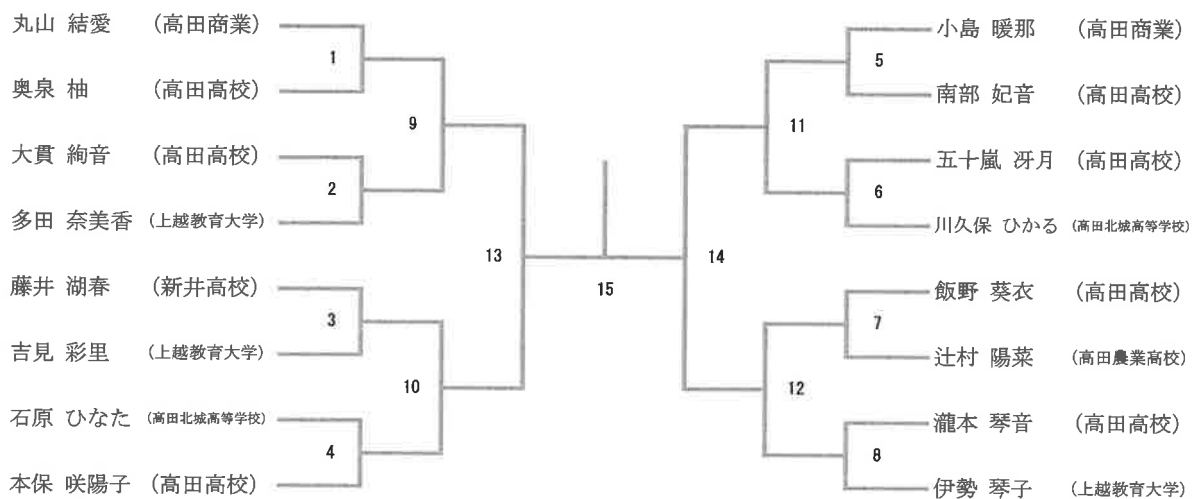 丸山 結愛 (高田商業)
1
奥泉 柚 (高田高校)
9
大貫 絢音 (高田高校)
2
多田 奈美香 (上越教育大学)
13
藤井 湖春 (新井高校)
3
吉見 彩里 (上越教育大学)
10
石原 ひなた (高田北城高等学校)
4
本保 咲陽子 (高田高校)
15
小島 暖那 (高田商業)
5
南部 妃音 (高田高校)
11
五十嵐 冴月 (高田高校)
6
川久保 ひかる (高田北城高等学校)
14
飯野 葵衣 (高田高校)
7
辻村 陽菜 (高田農業高校)
12
瀧本 琴音 (高田高校)
8
伊勢 琴子 (上越教育大学)